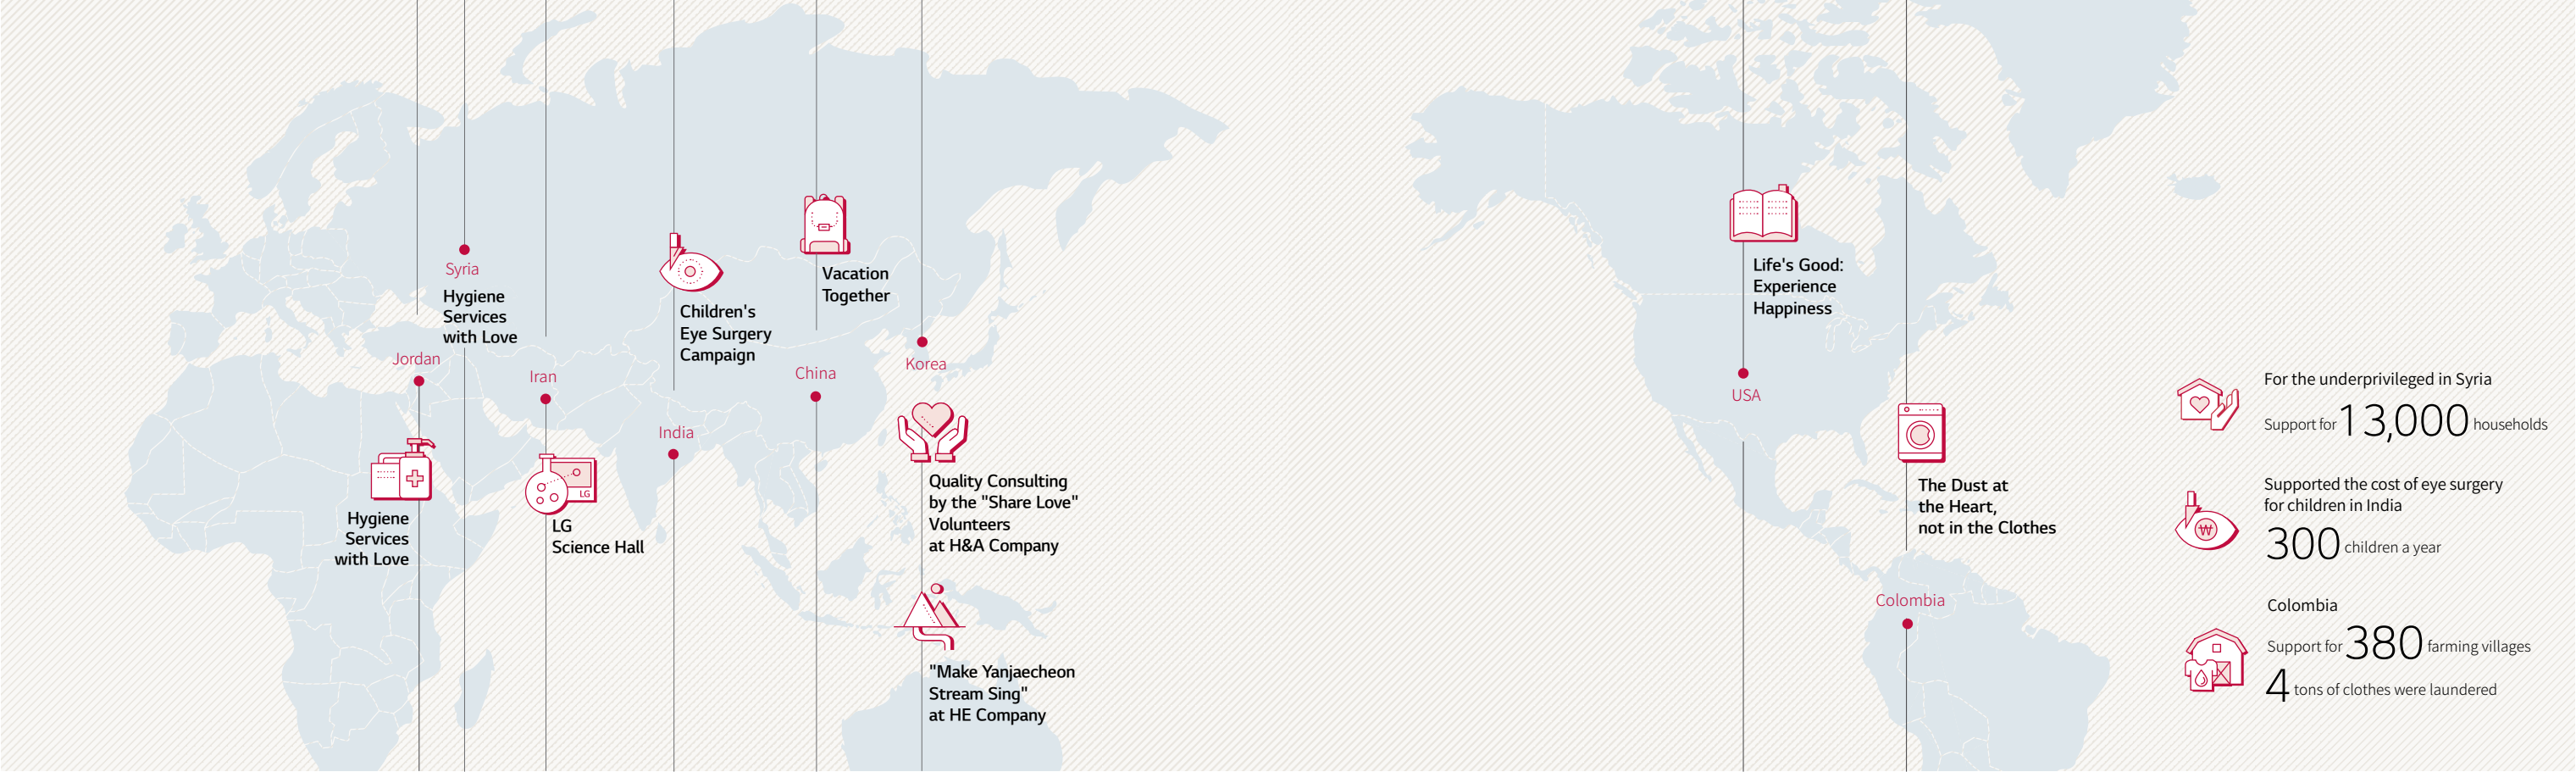 Syria
Hygiene
Services
with Love
Jordan
Hygiene
Services
with Love
Iran
LG
LG
Science Hall
Children's
Eye Surgery
Campaign
India
Vacation
Together
China
Korea
Quality Consulting
by the "Share Love"
Volunteers
at H&A Company
"Make Yanjaecheon
Stream Sing"
at HE Company
Life's Good:
Experience
Happiness
USA
The Dust at
the Heart,
not in the Clothes
Colombia
For the underprivileged in Syria
Support for 13,000 households
Supported the cost of eye surgery
for children in India
₩
300 children a year
Colombia
Support for 380 farming villages
4 tons of clothes were laundered